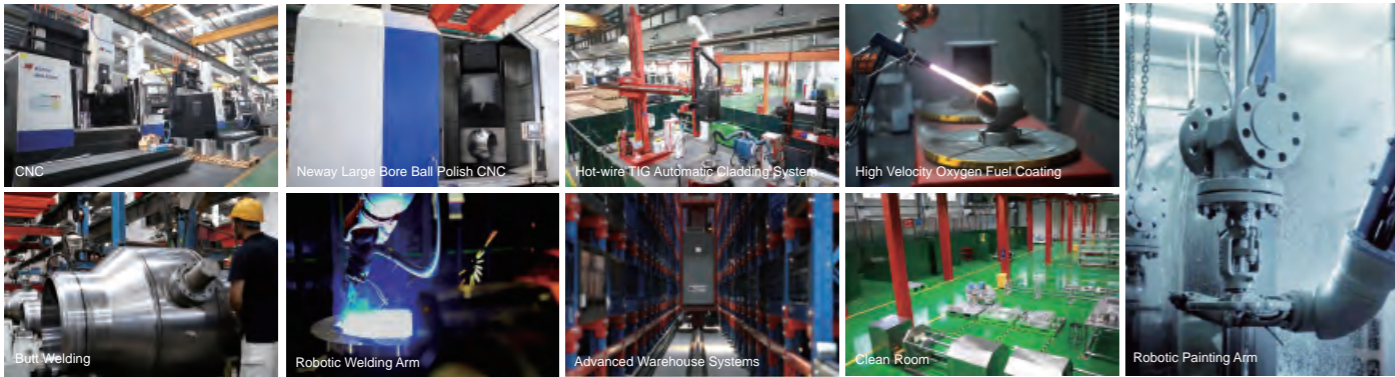 CNC
Neway Large Bore Ball Polish CNC
Hot-wire TIG Automatic Cladding System
High Velocity Oxygen Fuel Coating
Butt Welding
Robotic Welding Arm
Advanced Warehouse Systems
Clean Room
Robotic Painting Arm